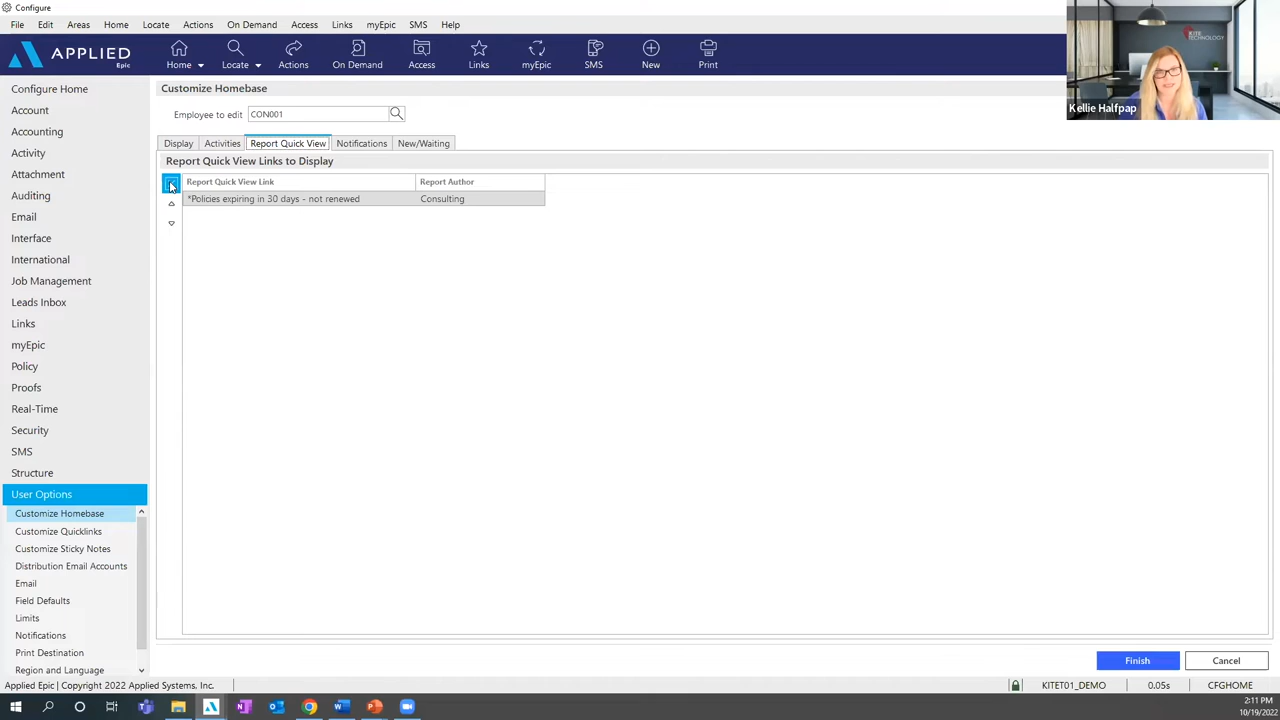 Configure
File Edit Areas Home Locate Actions On Demand Access Links myEpic SMS Help
APPLIED
Epic
Home Locate Actions On Demand Access Links myEpic SMS New Print
KITE
TECHNOLOGY
Kellie Halfpap
Configure Home
Account
Accounting
Activity
Attachment
Auditing
Email
Interface
International
Job Management
Leads Inbox
Links
myEpic
Policy
Proofs
Real-Time
Security
SMS
Structure
User Options
Customize Homebase
Customize Quicklinks
Customize Sticky Notes
Distribution Email Accounts
Email
Field Defaults
Limits
Notifications
Print Destination
Region and Language
Customize Homebase
Employee to edit CON001
Display Activities Report Quick View Notifications New/Waiting
Report Quick View Links to Display
Report Quick View Link Report Author
*Policies expiring in 30 days - not renewed Consulting
Finish Cancel
Applied Epic | Copyright 2022 Applied Systems, Inc. KITET01_DEMO 0.05s CFGHOME
2:11 PM
10/19/2022